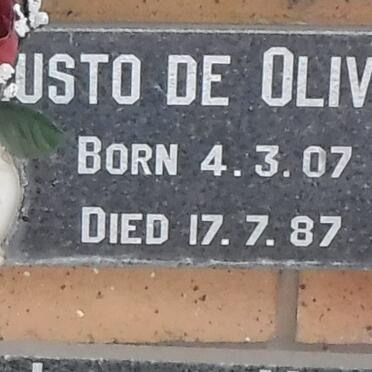 USTO DE OLIV
BORN 4.3.07
DIED 17.7.87